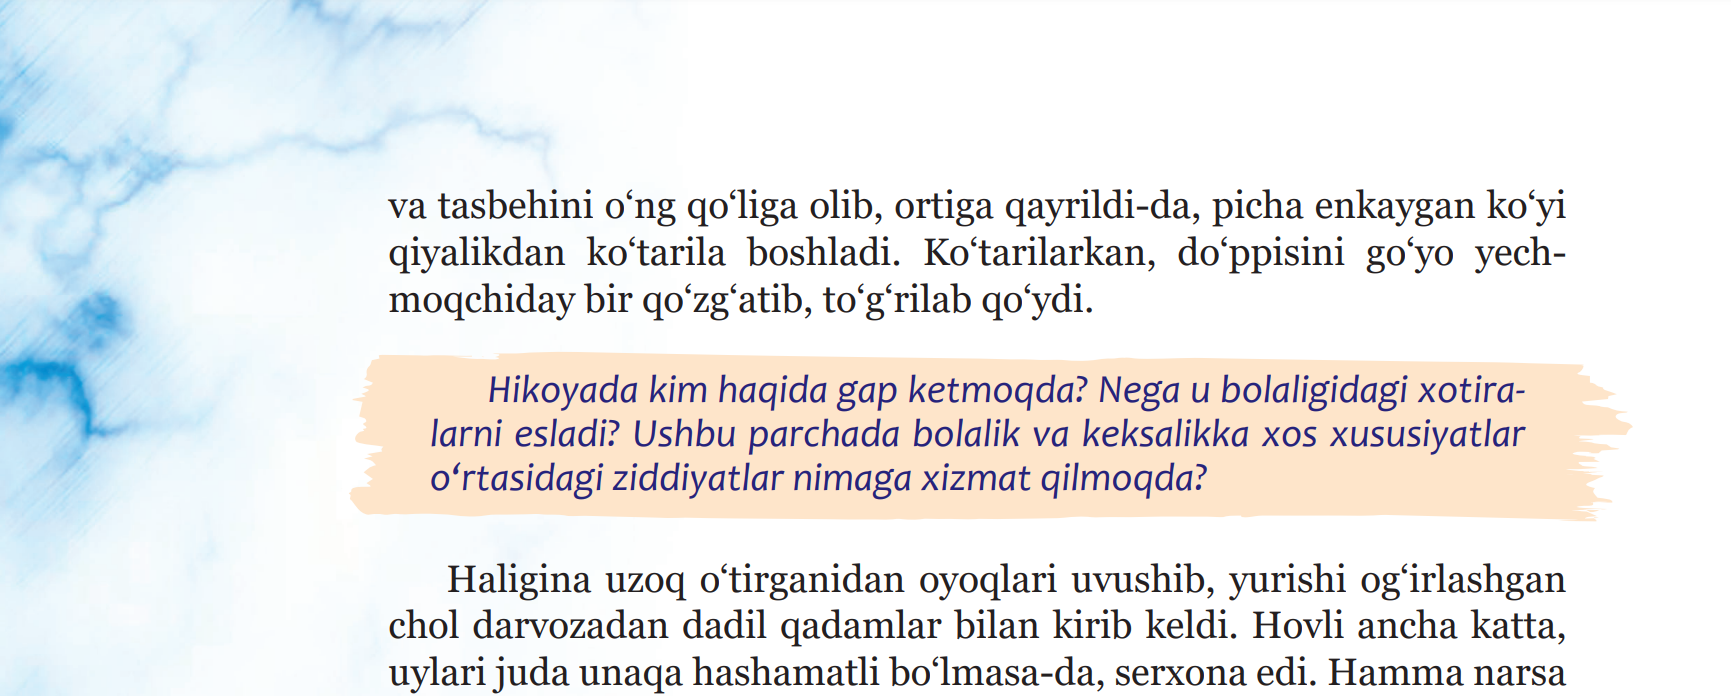 va tasbehini o‘ng qo‘liga olib, ortiga qayrildi-da, picha enkaygan ko‘yi
qiyalikdan ko‘tarila boshladi. Ko‘tarilarkan, do‘ppisini go‘yo yech-
moqchiday bir qo‘zg‘atib, to‘g‘rilab qo‘ydi.
Hikoyada kim haqida gap ketmoqda? Nega u bolaligidagi xotira-
larni esladi? Ushbu parchada bolalik va keksalikka xos xususiyatlar
o‘rtasidagi ziddiyatlar nimaga xizmat qilmoqda?
Haligina uzoq o‘tirganidan oyoqlari uvushib, yurishi og‘irlashgan
chol darvozadan dadil qadamlar bilan kirib keldi. Hovli ancha katta,
uylari juda unaqa hashamatli bo‘lmasa-da, serxona edi. Hamma narsa